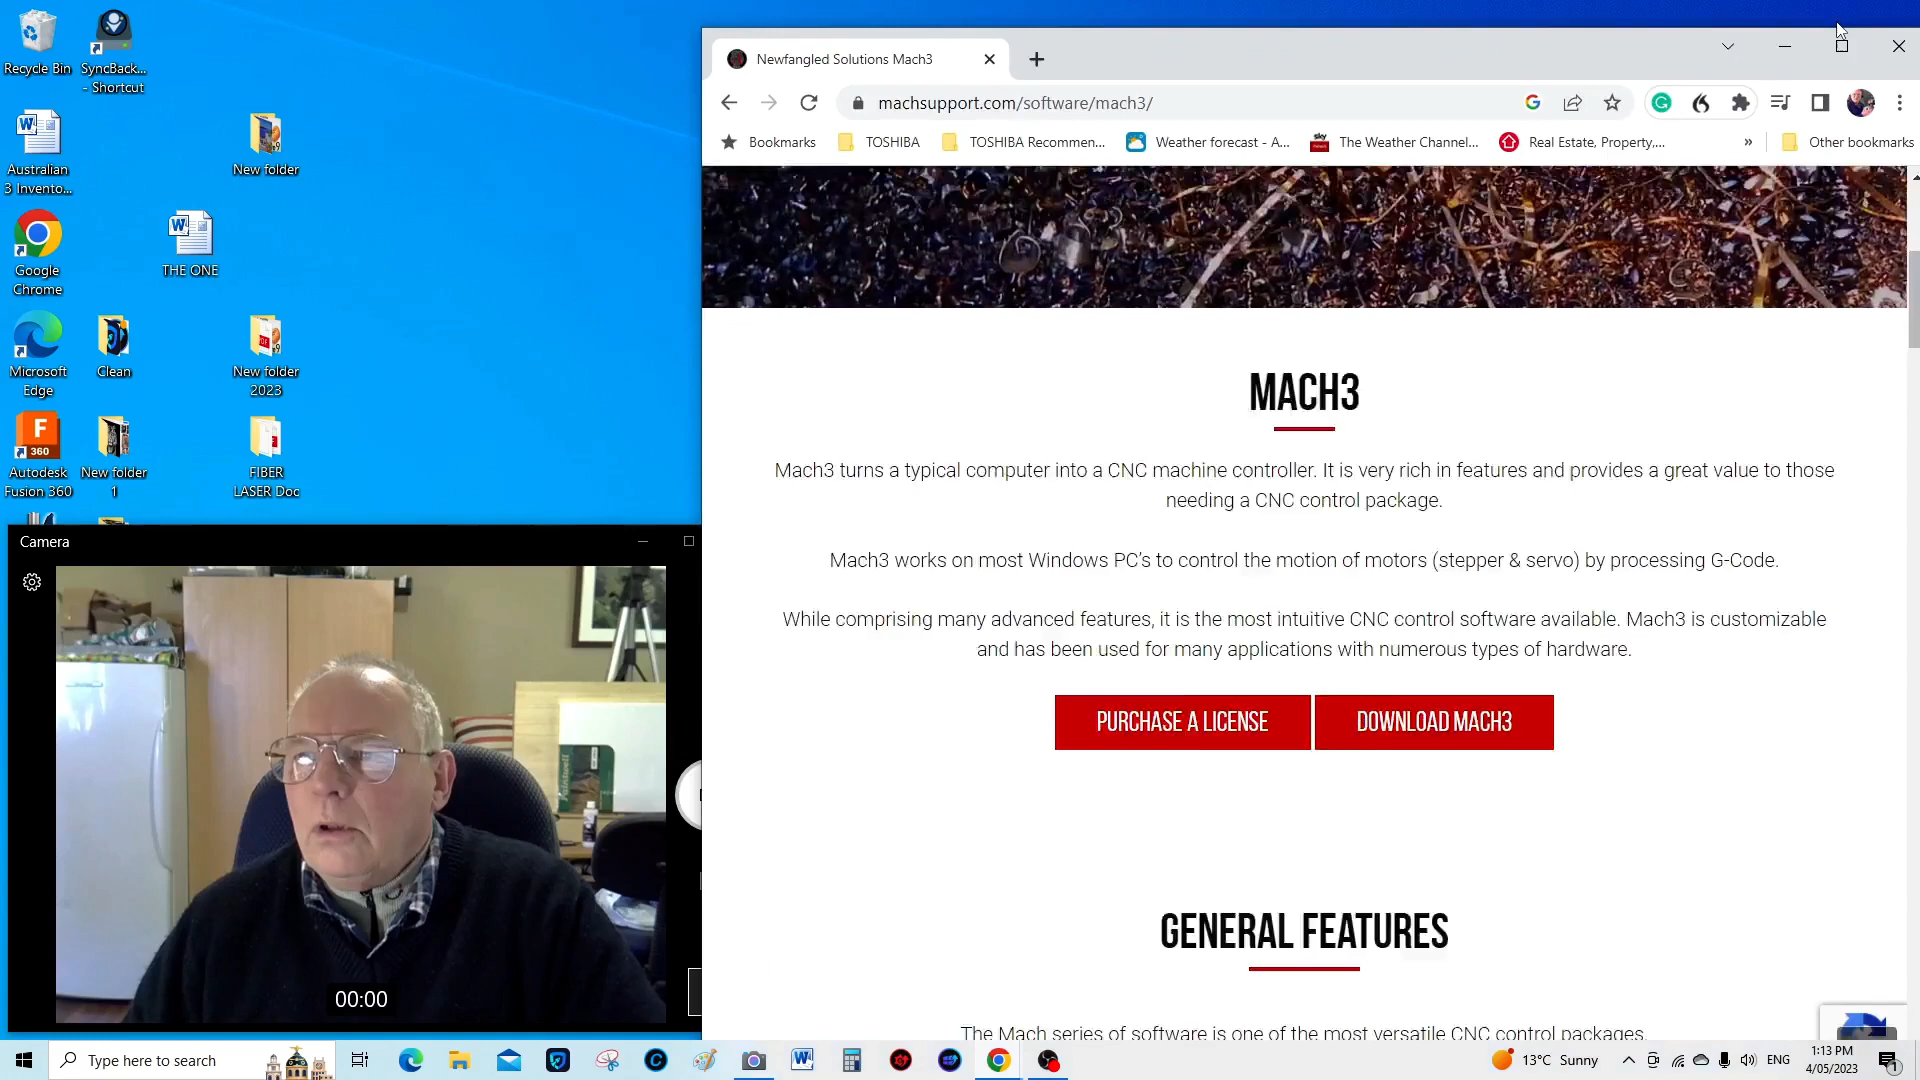 Recycle Bin
SyncBack...
- Shortcut
Australian
3 Invento...
New folder
Google
Chrome
THE ONE
Microsoft
Edge
Clean
New folder
2023
F
360
Autodesk
Fusion 360
New folder
1
FIBER
LASER Doc
Camera
00:00
Newfangled Solutions Mach3
machsupport.com/software/mach3/
Bookmarks
TOSHIBA
TOSHIBA Recommen...
Weather forecast - A...
The Weather Channel...
Real Estate, Property,...
»
Other bookmarks
MACH3
Mach3 turns a typical computer into a CNC machine controller. It is very rich in features and provides a great value to those
needing a CNC control package.
Mach3 works on most Windows PC’s to control the motion of motors (stepper & servo) by processing G-Code.
While comprising many advanced features, it is the most intuitive CNC control software available. Mach3 is customizable
and has been used for many applications with numerous types of hardware.
PURCHASE A LICENSE
DOWNLOAD MACH3
GENERAL FEATURES
The Mach series of software is one of the most versatile CNC control packages.
Type here to search
13°C Sunny
ENG
1:13 PM
4/05/2023
1